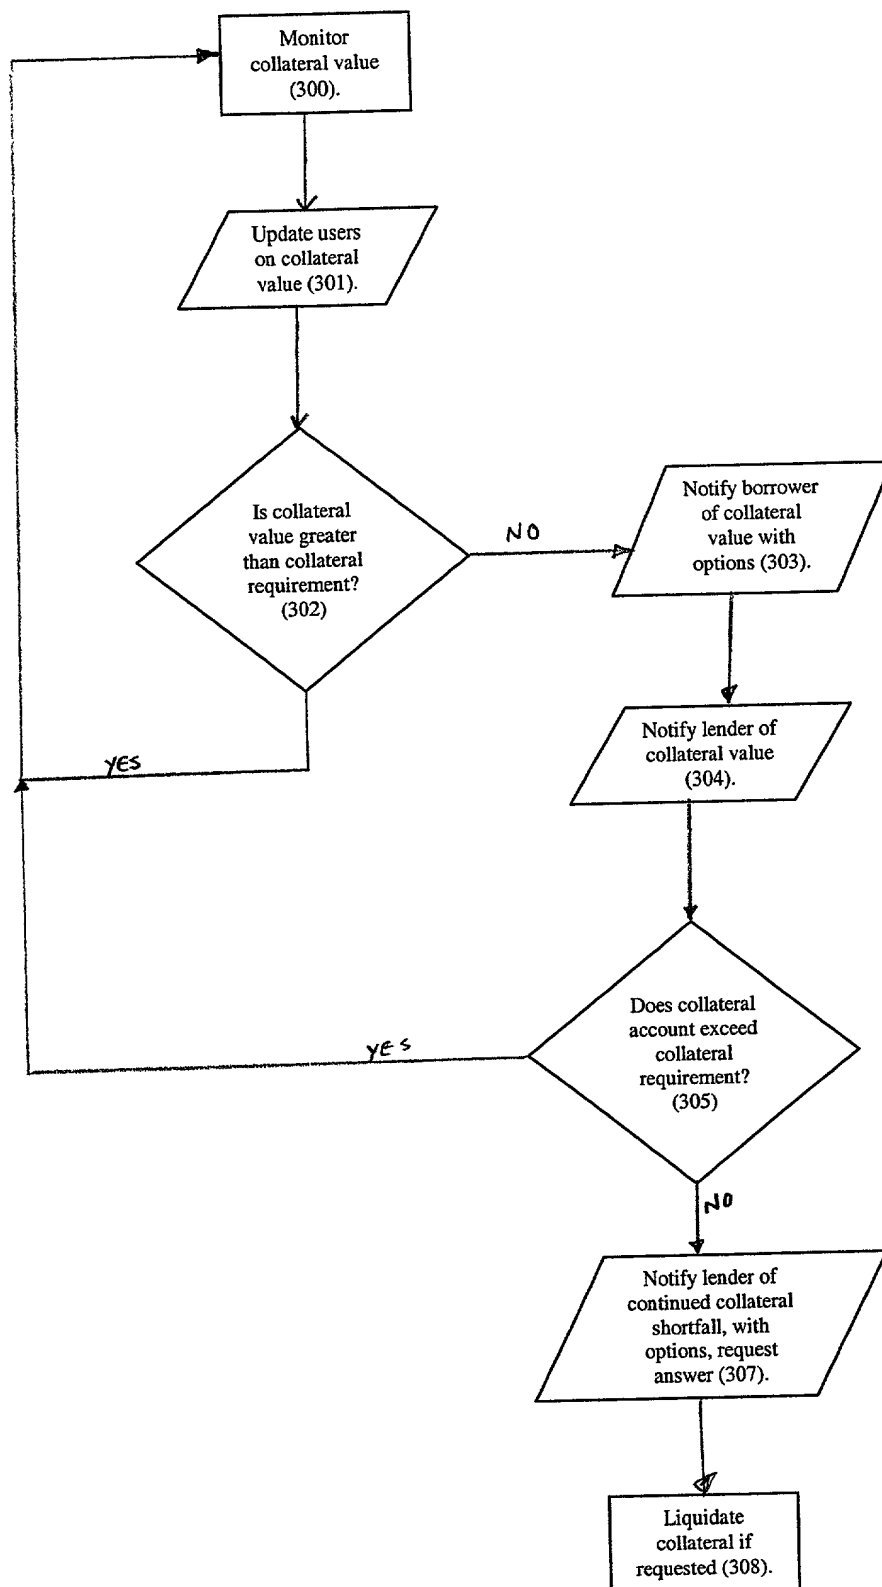 Monitor
collateral value
(300).
Update users
on collateral
value (301).
Is collateral
value greater
than collateral
requirement?
(302)
NO
Notify borrower
of collateral
value with
options (303).
YES
Notify lender of
collateral value
(304).
Does collateral
account exceed
collateral
requirement?
(305)
YES
NO
Notify lender of
continued collateral
shortfall, with
options, request
answer (307).
Liquidate
collateral if
requested (308).